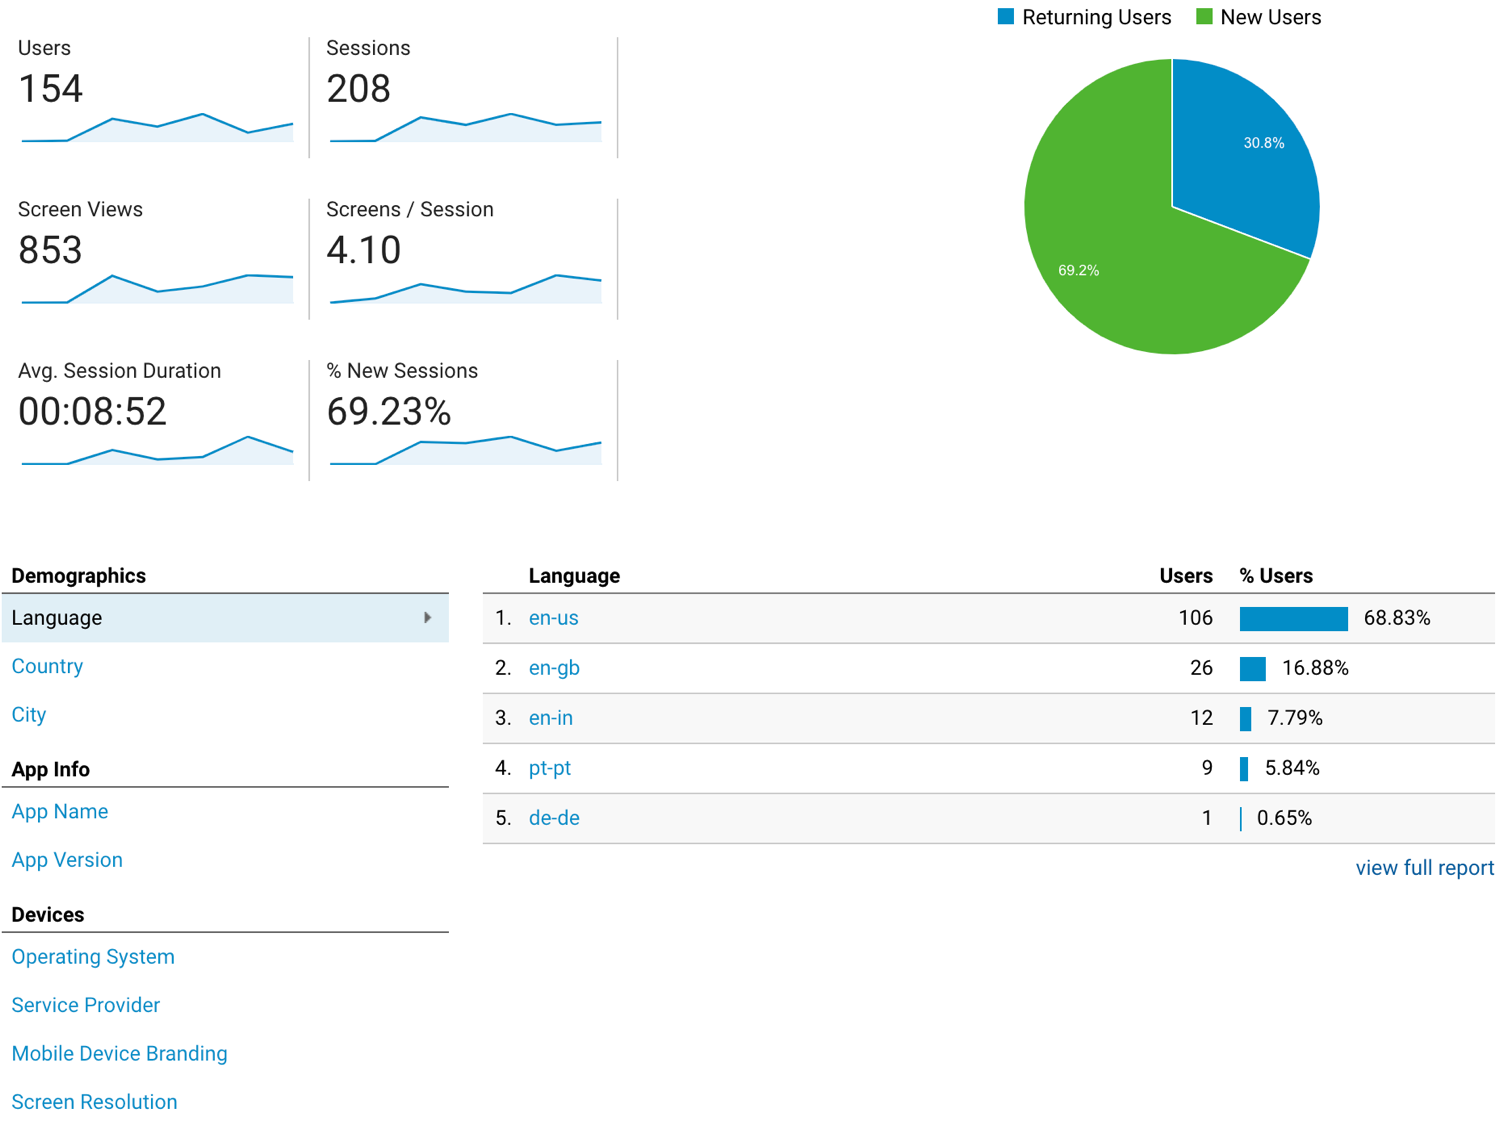 Returning Users New Users
Users Sessions
154 208
30.8%
Screen Views Screens / Session
853 4.10
69.2%
Avg. Session Duration % New Sessions
00:08:52 69.23%
Demographics
Language
Country
City
App Info
App Name
App Version
Devices
Operating System
Service Provider
Mobile Device Branding
Screen Resolution
Language Users % Users
1. en-us 106 68.83%
2. en-gb 26 16.88%
3. en-in 12 7.79%
4. pt-pt 9 5.84%
5. de-de 1 0.65%
view full report